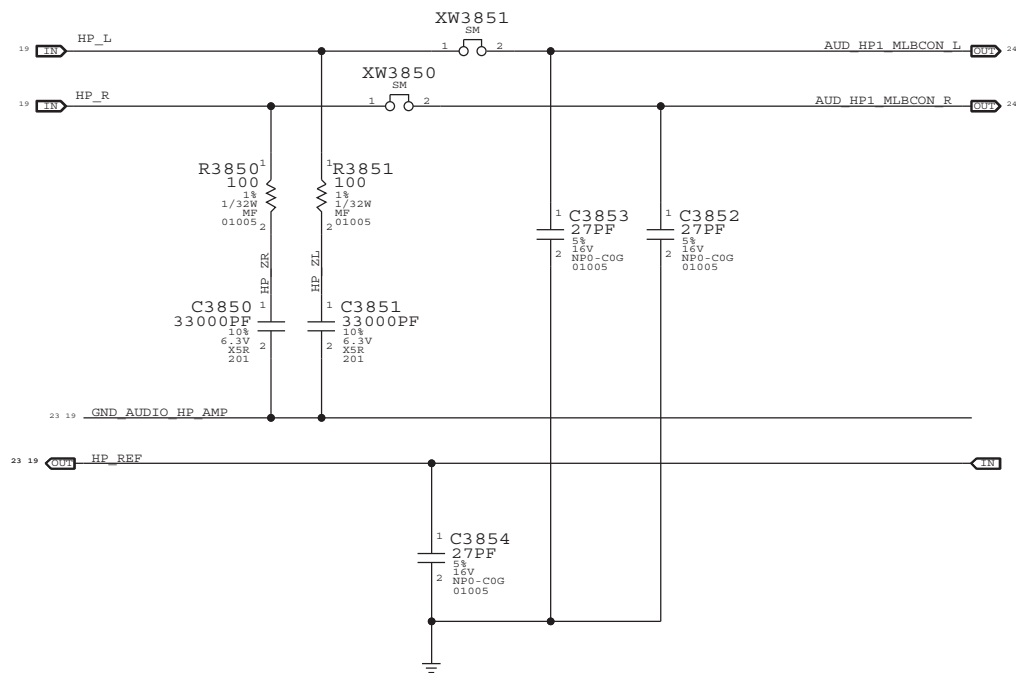 XW3851
SM
19 IN HP_L 1 2 AUD_HP1_MLBCON_L OUT 24
XW3850
SM
19 IN HP_R 1 2 AUD_HP1_MLBCON_R OUT 24
1
R3850
100
1%
1/32W
MF
01005
2
1
R3851
100
1%
1/32W
MF
01005
2
HP_ZR
HP_ZL
1
C3853
27PF
5%
16V
NP0-C0G
01005
2
1
C3852
27PF
5%
16V
NP0-C0G
01005
2
1
C3850
33000PF
10%
6.3V
X5R
201
2
1
C3851
33000PF
10%
6.3V
X5R
201
2
23 19 GND_AUDIO_HP_AMP
23 19 OUT HP_REF IN
1
C3854
27PF
5%
16V
NP0-C0G
01005
2